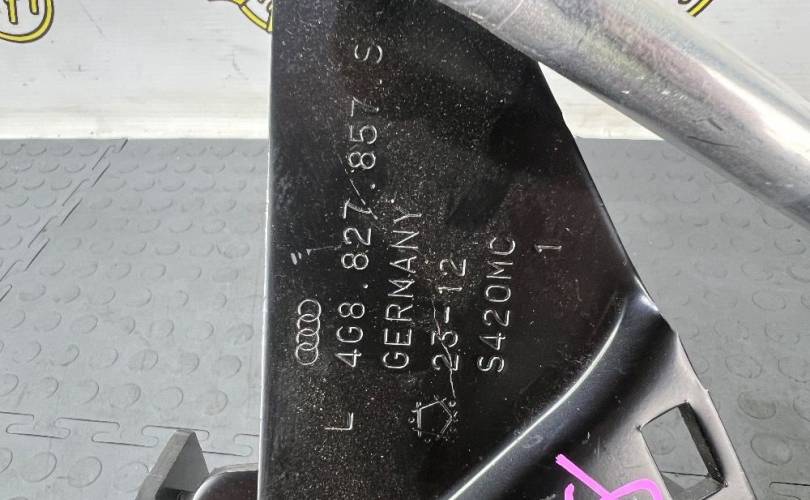 L 4G8.827.857.S
GERMANY
23-12
S420MC
1